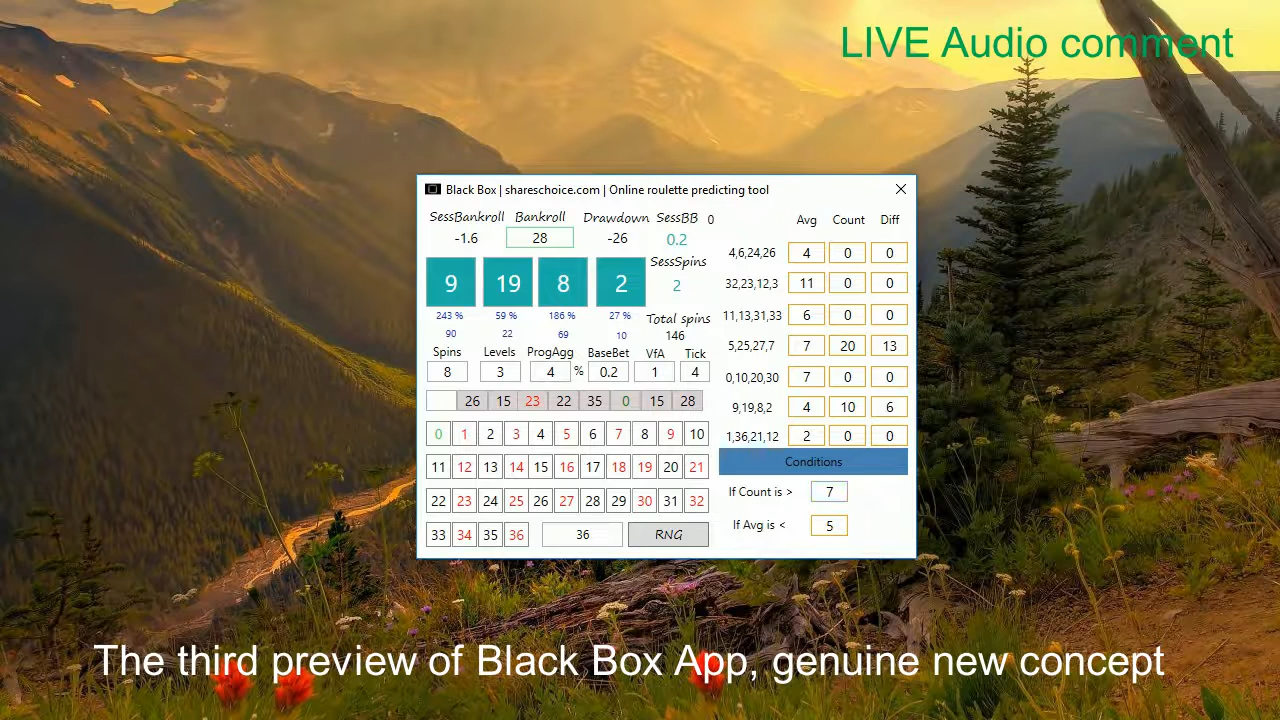 LIVE Audio comment
Black Box | shareschoice.com | Online roulette predicting tool
SessBankroll Bankroll Drawdown SessBB 0
-1.6 28 -26 0.2
Avg Count Diff
4,6,24,26 4 0 0
32,23,12,3 11 0 0
11,13,31,33 6 0 0
5,25,27,7 7 20 13
0,10,20,30 7 0 0
9,19,8,2 4 10 6
1,36,21,12 2 0 0
9 19 8 2
SessSpins
2
243 % 59 % 186 % 27 %
90 22 69 10
Total spins
146
Spins Levels ProgAgg BaseBet VfA Tick
8 3 4 % 0.2 1 4
26 15 23 22 35 0 15 28
0 1 2 3 4 5 6 7 8 9 10
11 12 13 14 15 16 17 18 19 20 21
22 23 24 25 26 27 28 29 30 31 32
33 34 35 36 36 RNG
Conditions
If Count is > 7
If Avg is < 5
The third preview of Black Box App, genuine new concept